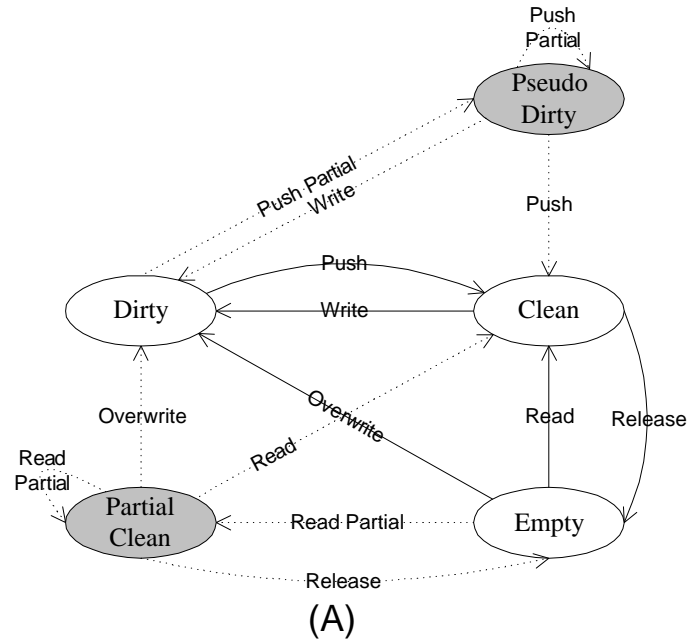 Push
Partial
Pseudo
Dirty
Push Partial
Write
Push
Push
Dirty
Clean
Write
Overwrite
Overwrite
Read
Read
Release
Read
Partial
Partial
Clean
Read Partial
Empty
Release
(A)